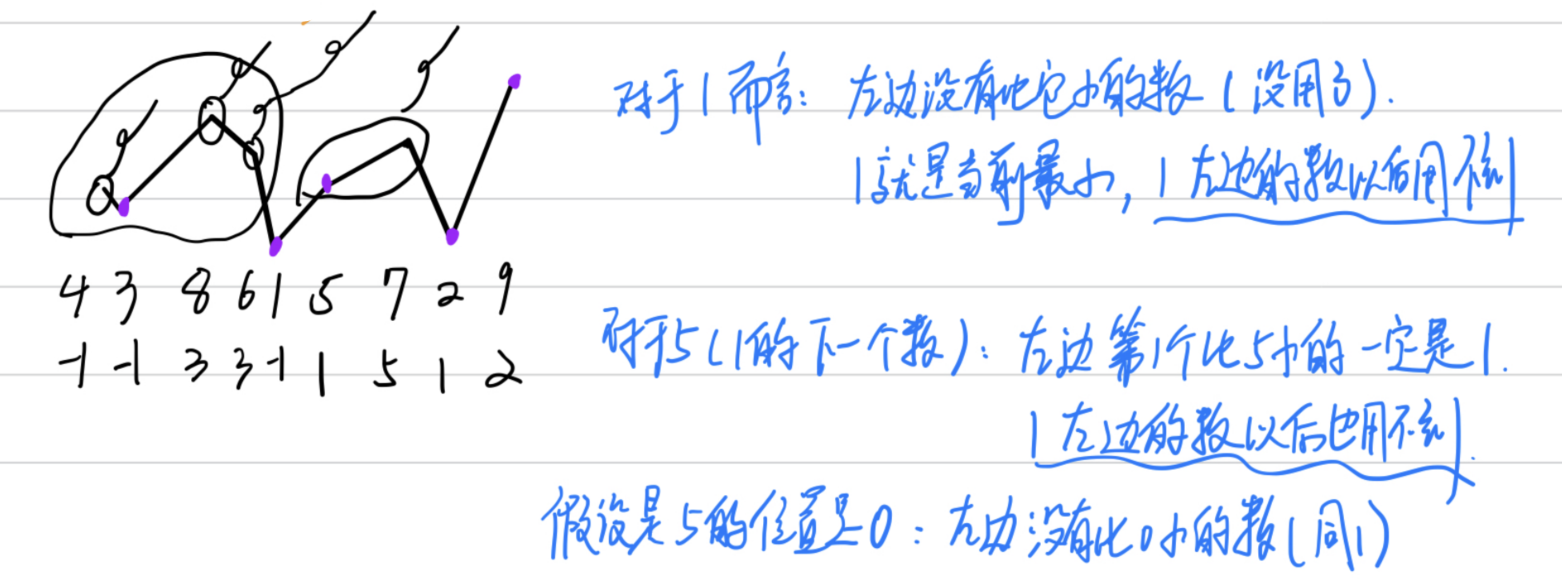 4 3 8 6 1 5 7 2 9
-1 -1 3 3 -1 1 5 1 2
对于1而言：左边没有比它小的数（没用了）.
1就是当前最小，1左边的数以后用不到
对于5（1的下一个数）：左边第1个比5小的一定是1.
1左边的数以后也用不到.
假设是5的位置是0：左边没有比0小的数（同1）